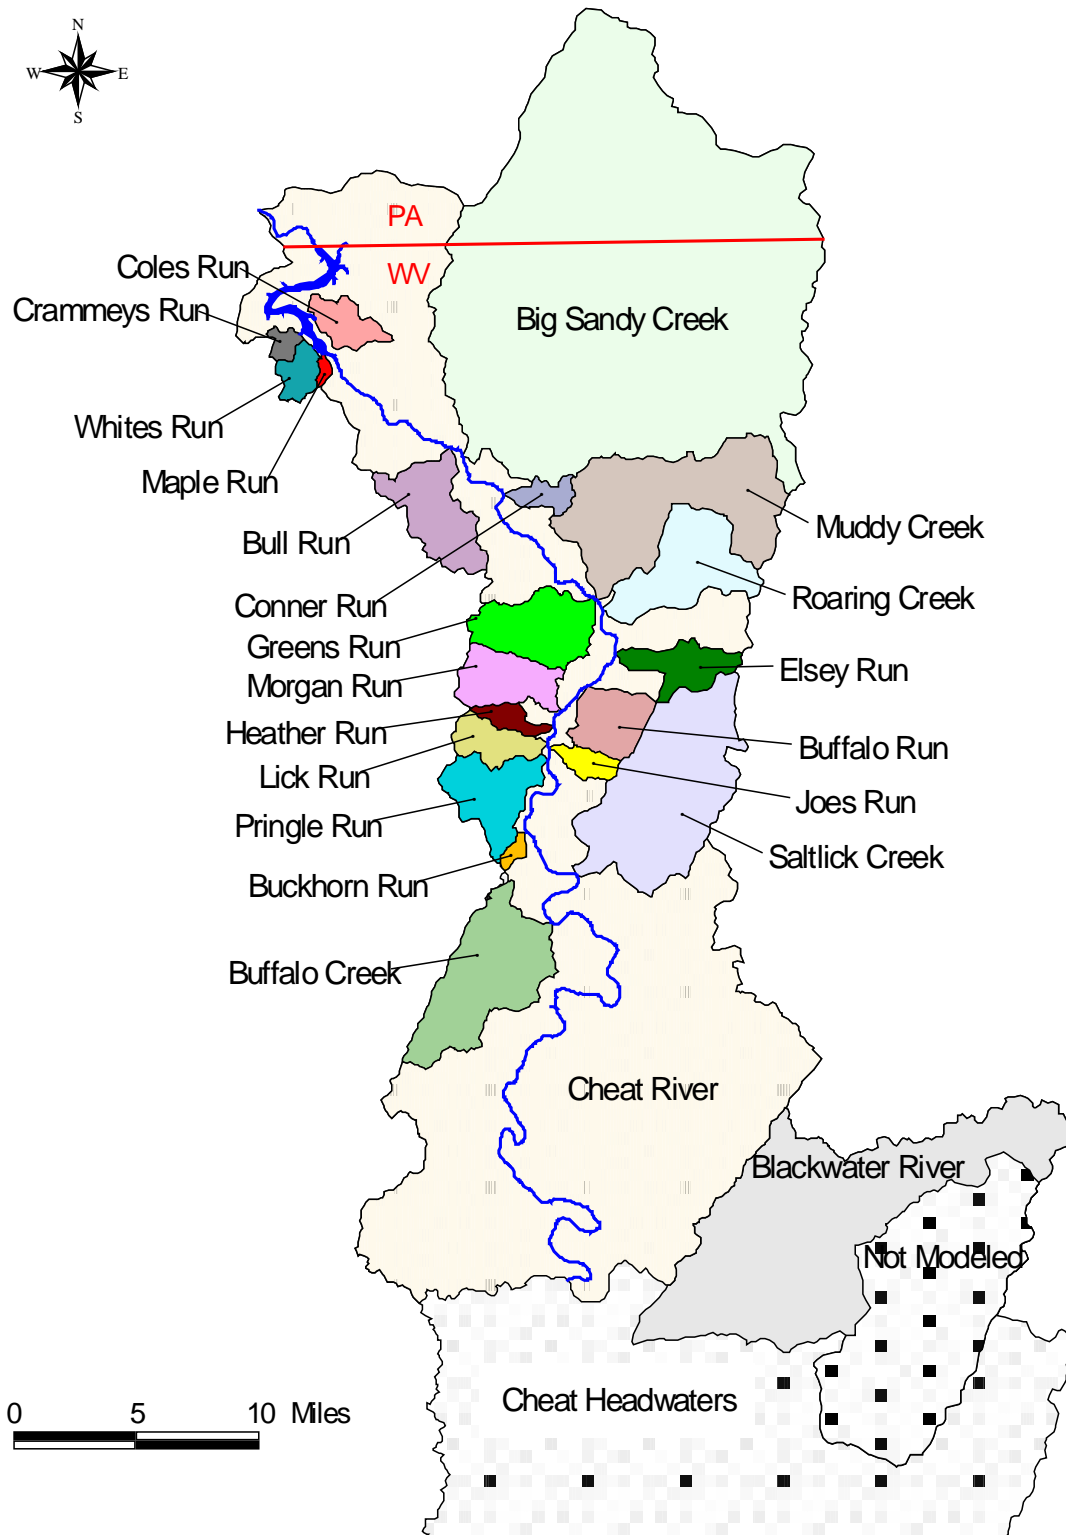 N
W E
S
PA
WV
Coles Run
Crammeys Run
Big Sandy Creek
Whites Run
Maple Run
Muddy Creek
Bull Run
Roaring Creek
Conner Run
Greens Run
Elsey Run
Morgan Run
Heather Run
Buffalo Run
Lick Run
Joes Run
Pringle Run
Saltlick Creek
Buckhorn Run
Buffalo Creek
Cheat River
Blackwater River
Not Modeled
Cheat Headwaters
0 5 10 Miles